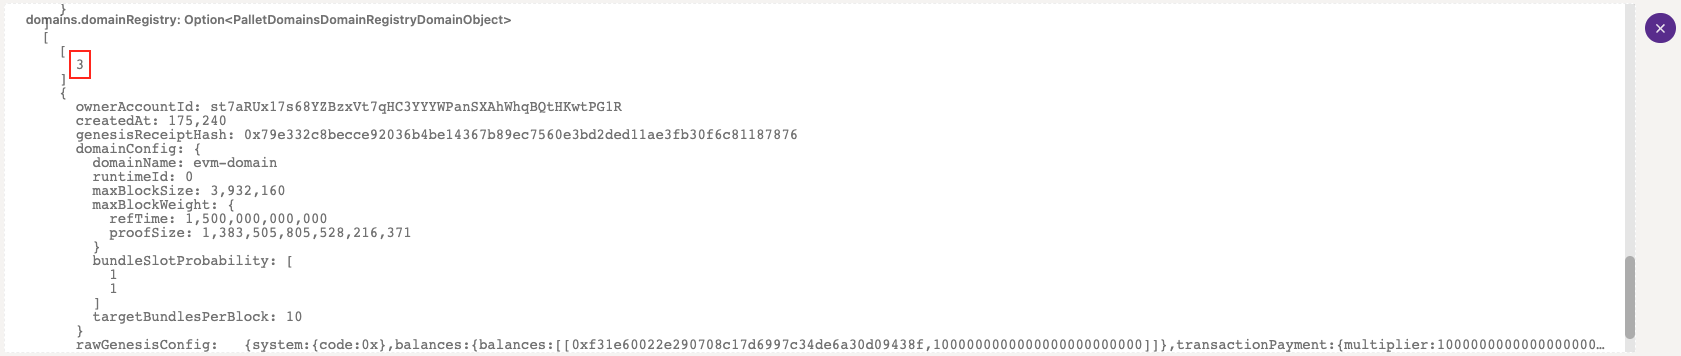 }
domains.domainRegistry: Option<PalletDomainsDomainRegistryDomainObject>
]
[
[
3
]
{
ownerAccountId: st7aRUx17s68YZBzxVt7qHC3YYYWPanSXAhWhqBQtHKwtPG1R
createdAt: 175,240
genesisReceiptHash: 0x79e332c8becce92036b4be14367b89ec7560e3bd2ded11ae3fb30f6c81187876
domainConfig: {
domainName: evm-domain
runtimeId: 0
maxBlockSize: 3,932,160
maxBlockWeight: {
refTime: 1,500,000,000,000
proofSize: 1,383,505,805,528,216,371
}
bundleSlotProbability: [
1
1
]
targetBundlesPerBlock: 10
}
rawGenesisConfig: {system:{code:0x},balances:{balances:[[0xf31e60022e290708c17d6997c34de6a30d09438f,1000000000000000000000000]]},transactionPayment:{multiplier:1000000000000000000…